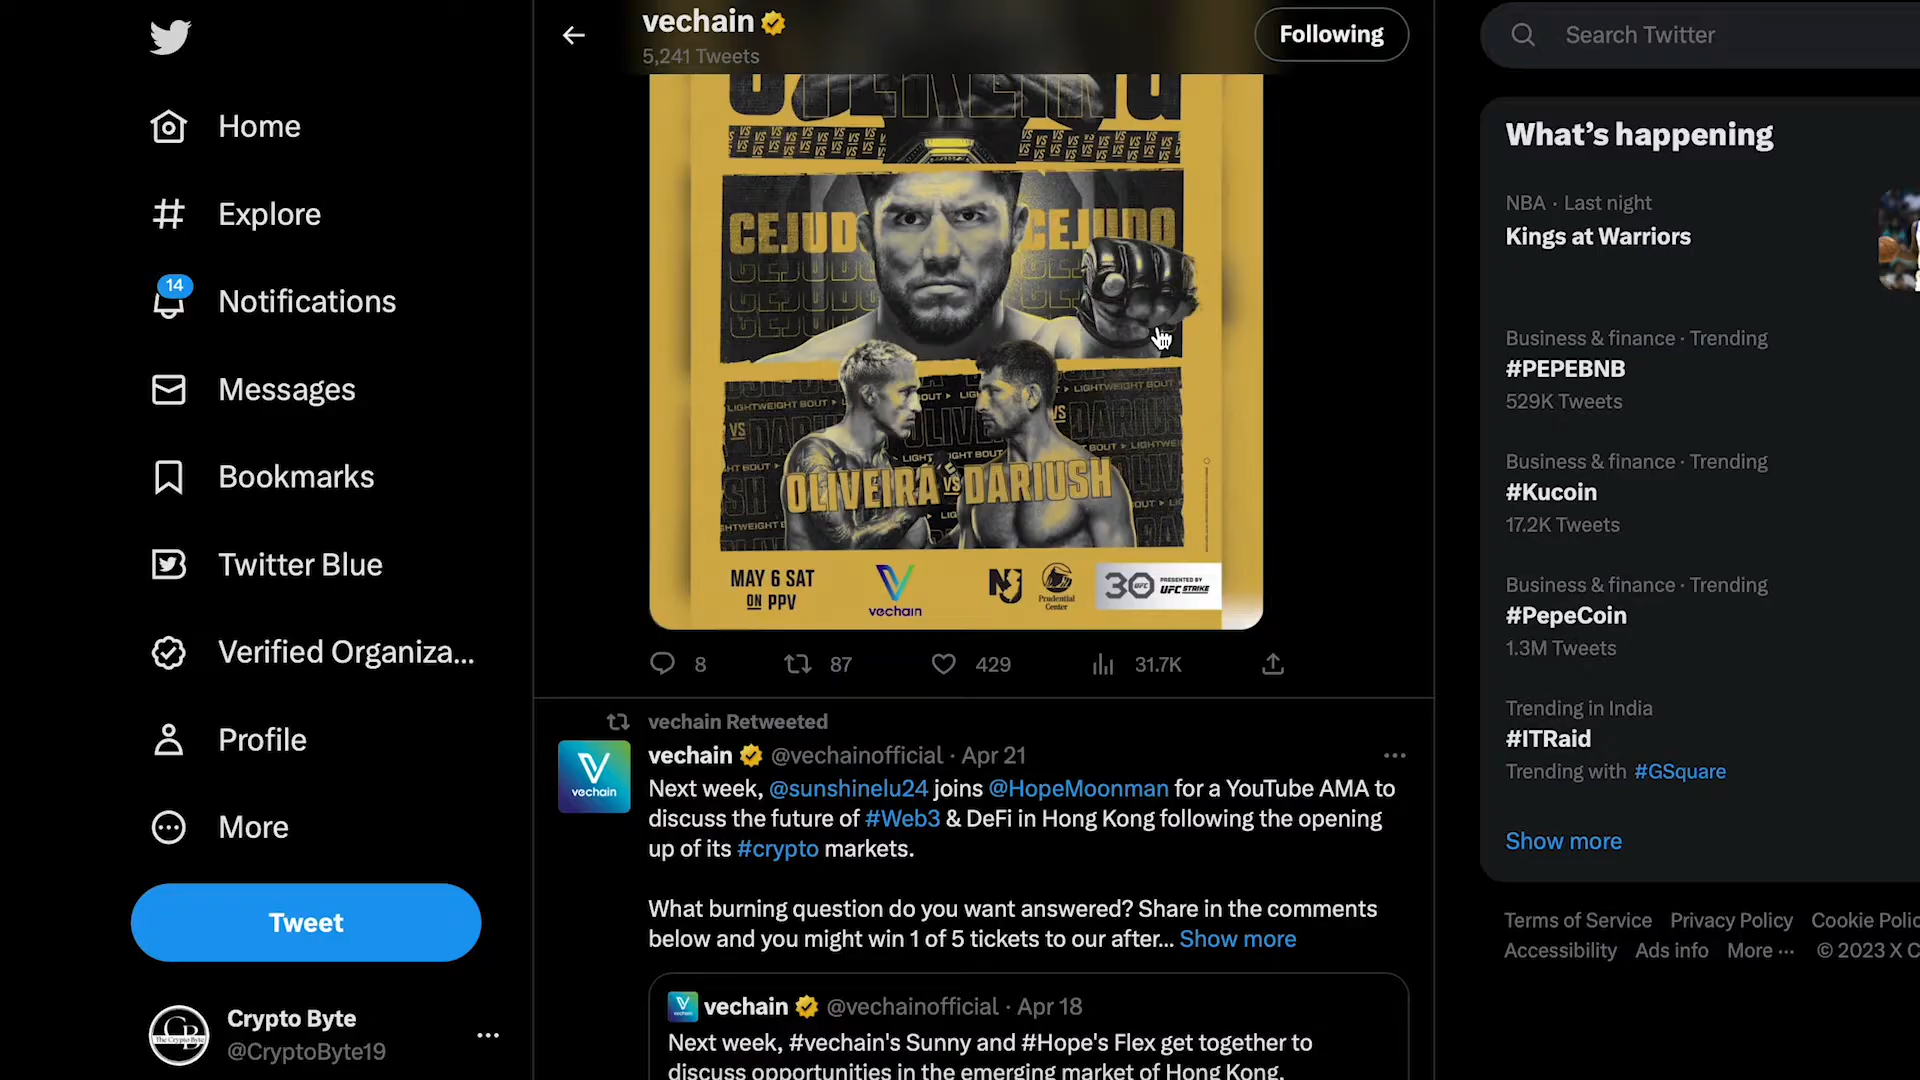 Home
Explore
14
Notifications
Messages
Bookmarks
Twitter Blue
Verified Organiza...
Profile
More
Tweet
Crypto Byte
@CryptoByte19
vechain
5,241 Tweets
Following
CEJUDO CEJUDO
LIGHTWEIGHT BOUT
OLIVEIRA VS DARIUSH
MAY 6 SAT
ON PPV
vechain
NJ
Prudential
Center
30 UFC
PRESENTED BY
UFC STRIKE
8 87 429 31.7K
vechain Retweeted
vechain @vechainofficial · Apr 21
Next week, @sunshinelu24 joins @HopeMoonman for a YouTube AMA to
discuss the future of #Web3 & DeFi in Hong Kong following the opening
up of its #crypto markets.
What burning question do you want answered? Share in the comments
below and you might win 1 of 5 tickets to our after... Show more
vechain
vechain @vechainofficial · Apr 18
Next week, #vechain's Sunny and #Hope's Flex get together to
discuss opportunities in the emerging market of Hong Kong.
Search Twitter
What's happening
NBA · Last night
Kings at Warriors
Business & finance · Trending
#PEPEBNB
529K Tweets
Business & finance · Trending
#Kucoin
17.2K Tweets
Business & finance · Trending
#PepeCoin
1.3M Tweets
Trending in India
#ITRaid
Trending with #GSquare
Show more
Terms of Service Privacy Policy Cookie
Accessibility Ads info More ··· © 2023 X